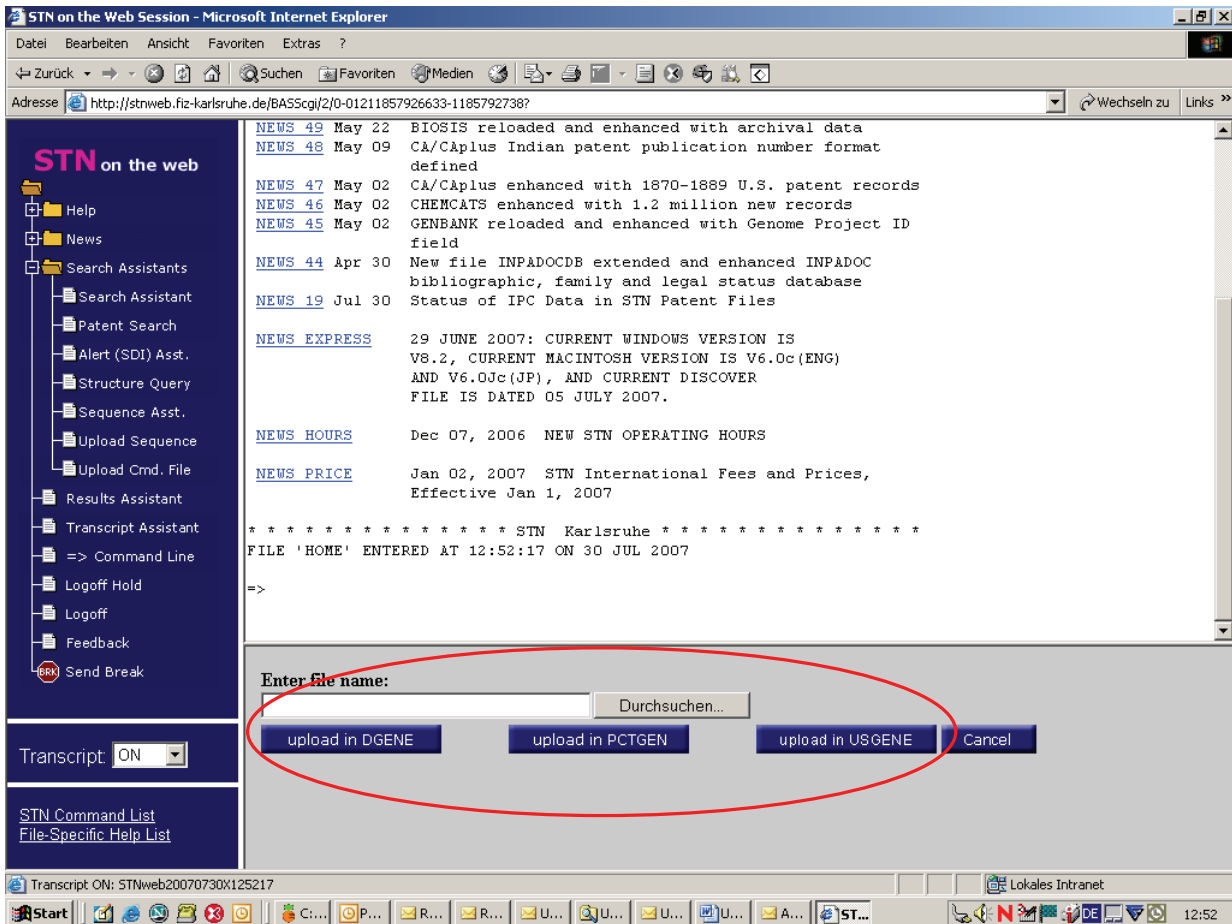 STN on the Web Session - Microsoft Internet Explorer
Datei Bearbeiten Ansicht Favoriten Extras ?
Zurück Suchen Favoriten Medien
Adresse http://stnweb.fiz-karlsruhe.de/BASScgi/2/0-01211857926633-1185792738? Wechseln zu Links »
STN on the web
Help
News
Search Assistants
Search Assistant
Patent Search
Alert (SDI) Asst.
Structure Query
Sequence Asst.
Upload Sequence
Upload Cmd. File
Results Assistant
Transcript Assistant
=> Command Line
Logoff Hold
Logoff
Feedback
BRK Send Break
Transcript: ON
STN Command List
File-Specific Help List
NEWS 49 May 22 BIOSIS reloaded and enhanced with archival data
NEWS 48 May 09 CA/CAplus Indian patent publication number format
defined
NEWS 47 May 02 CA/CAplus enhanced with 1870-1889 U.S. patent records
NEWS 46 May 02 CHEMCATS enhanced with 1.2 million new records
NEWS 45 May 02 GENBANK reloaded and enhanced with Genome Project ID
field
NEWS 44 Apr 30 New file INPADOCDB extended and enhanced INPADOC
bibliographic, family and legal status database
NEWS 19 Jul 30 Status of IPC Data in STN Patent Files
NEWS EXPRESS 29 JUNE 2007: CURRENT WINDOWS VERSION IS
V8.2, CURRENT MACINTOSH VERSION IS V6.0c(ENG)
AND V6.0Jc(JP), AND CURRENT DISCOVER
FILE IS DATED 05 JULY 2007.
NEWS HOURS Dec 07, 2006 NEW STN OPERATING HOURS
NEWS PRICE Jan 02, 2007 STN International Fees and Prices,
Effective Jan 1, 2007
* * * * * * * * * * * * * * STN Karlsruhe * * * * * * * * * * * * * *
FILE 'HOME' ENTERED AT 12:52:17 ON 30 JUL 2007
=>
Enter file name:
Durchsuchen...
upload in DGENE upload in PCTGEN upload in USGENE Cancel
Transcript ON: STNweb20070730X125217 Lokales Intranet
Start C:... P... R... R... U... U... U... U... A... ST... DE 12:52